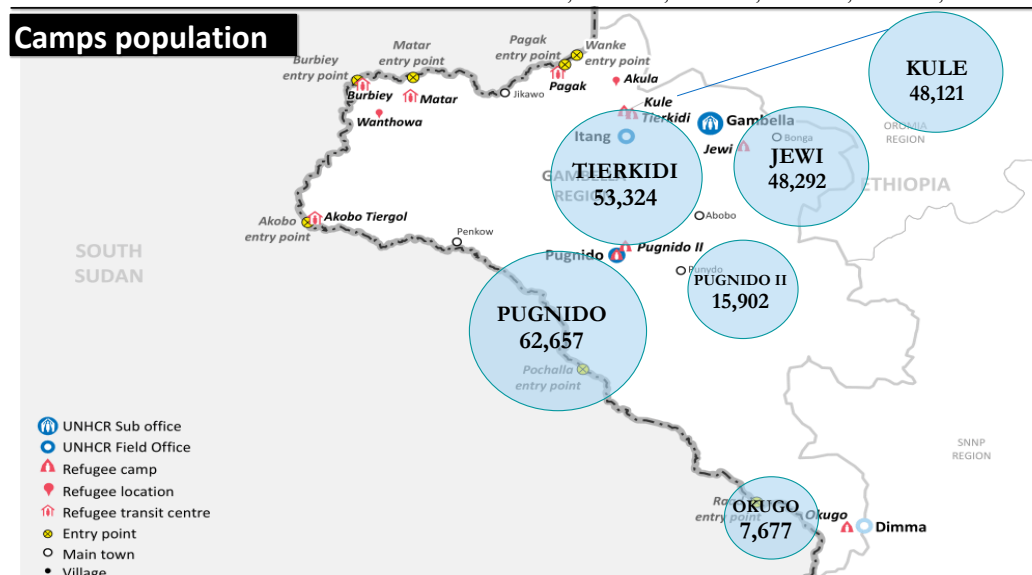 Camps population
Burbiey
entry point
Matar
entry point
Pagak
entry point
Wanke
entry point
Burbiey
Matar
Wanthowa
Jikawo
Pagak
Akula
Kule
Tierkidi
Gambella
Itang
Jewi
Bonga
OROMIA
REGION
ETHIOPIA
KULE
48,121
TIERKIDI
53,324
GAMBELLA
REGION
JEWI
48,292
Abobo
Akobo
entry point
Akobo Tiergol
Penkow
SOUTH
SUDAN
Pugnido
Pugnido II
Punydo
PUGNIDO II
15,902
PUGNIDO
62,657
Pochalla
entry point
SNNP
REGION
entry point
OKUGO
7,677
Okugo
Dimma
UNHCR Sub office
UNHCR Field Office
Refugee camp
Refugee location
Refugee transit centre
Entry point
Main town
Village